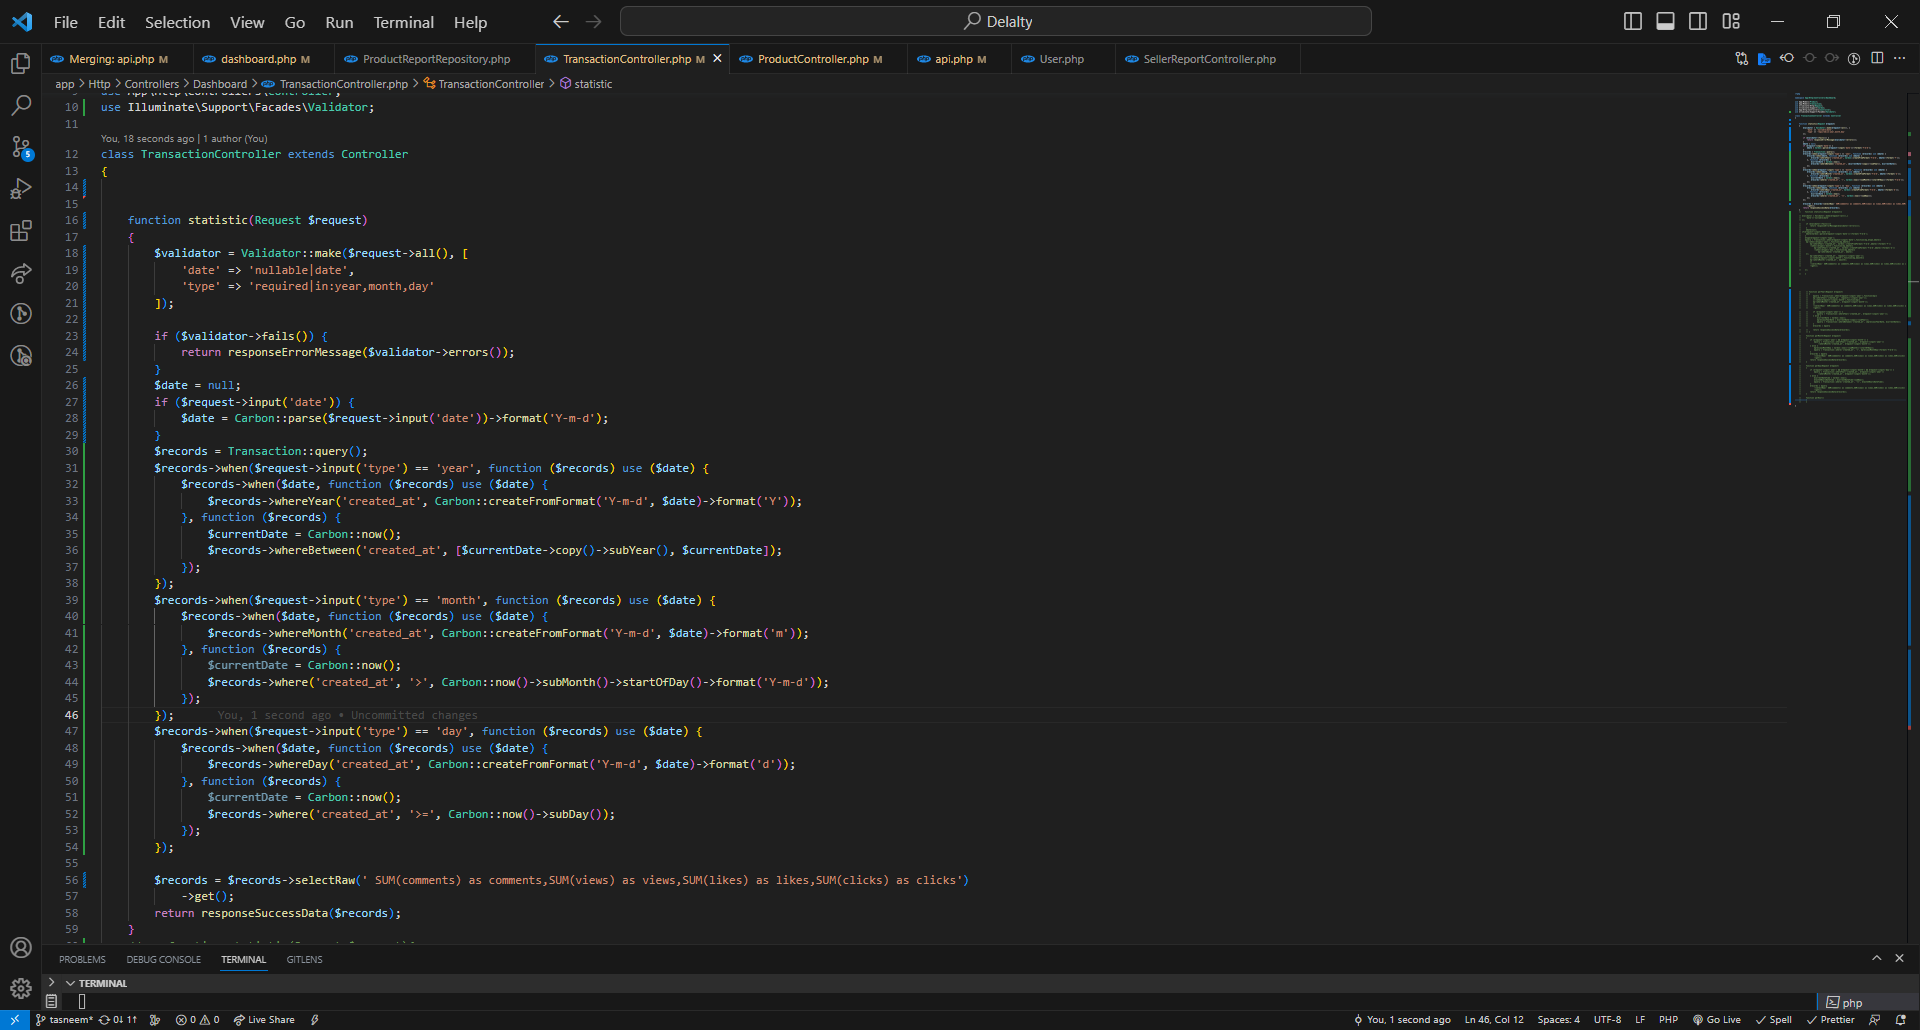 File Edit Selection View Go Run Terminal Help
Delalty
Merging: api.php M
dashboard.php M
ProductReportRepository.php
TransactionController.php M
ProductController.php M
api.php M
User.php
SellerReportController.php
app > Http > Controllers > Dashboard > TransactionController.php > TransactionController > statistic
10 use Illuminate\Support\Facades\Validator;
11
You, 18 seconds ago | 1 author (You)
12 class TransactionController extends Controller
13 {
14
15
16 function statistic(Request $request)
17 {
18 $validator = Validator::make($request->all(), [
19 'date' => 'nullable|date',
20 'type' => 'required|in:year,month,day'
21 ]);
22
23 if ($validator->fails()) {
24 return responseErrorMessage($validator->errors());
25 }
26 $date = null;
27 if ($request->input('date')) {
28 $date = Carbon::parse($request->input('date'))->format('Y-m-d');
29 }
30 $records = Transaction::query();
31 $records->when($request->input('type') == 'year', function ($records) use ($date) {
32 $records->when($date, function ($records) use ($date) {
33 $records->whereYear('created_at', Carbon::createFromFormat('Y-m-d', $date)->format('Y'));
34 }, function ($records) {
35 $currentDate = Carbon::now();
36 $records->whereBetween('created_at', [$currentDate->copy()->subYear(), $currentDate]);
37 });
38 });
39 $records->when($request->input('type') == 'month', function ($records) use ($date) {
40 $records->when($date, function ($records) use ($date) {
41 $records->whereMonth('created_at', Carbon::createFromFormat('Y-m-d', $date)->format('m'));
42 }, function ($records) {
43 $currentDate = Carbon::now();
44 $records->where('created_at', '>', Carbon::now()->subMonth()->startOfDay()->format('Y-m-d'));
45 });
46 }); You, 1 second ago • Uncommitted changes
47 $records->when($request->input('type') == 'day', function ($records) use ($date) {
48 $records->when($date, function ($records) use ($date) {
49 $records->whereDay('created_at', Carbon::createFromFormat('Y-m-d', $date)->format('d'));
50 }, function ($records) {
51 $currentDate = Carbon::now();
52 $records->where('created_at', '>=', Carbon::now()->subDay());
53 });
54 });
55
56 $records = $records->selectRaw(' SUM(comments) as comments,SUM(views) as views,SUM(likes) as likes,SUM(clicks) as clicks')
57 ->get();
58 return responseSuccessData($records);
59 }
5
PROBLEMS DEBUG CONSOLE TERMINAL GITLENS
TERMINAL
php
tasneem* 0↓ 1↑ 0 0 Live Share
You, 1 second ago Ln 46, Col 12 Spaces: 4 UTF-8 LF PHP Go Live Spell Prettier